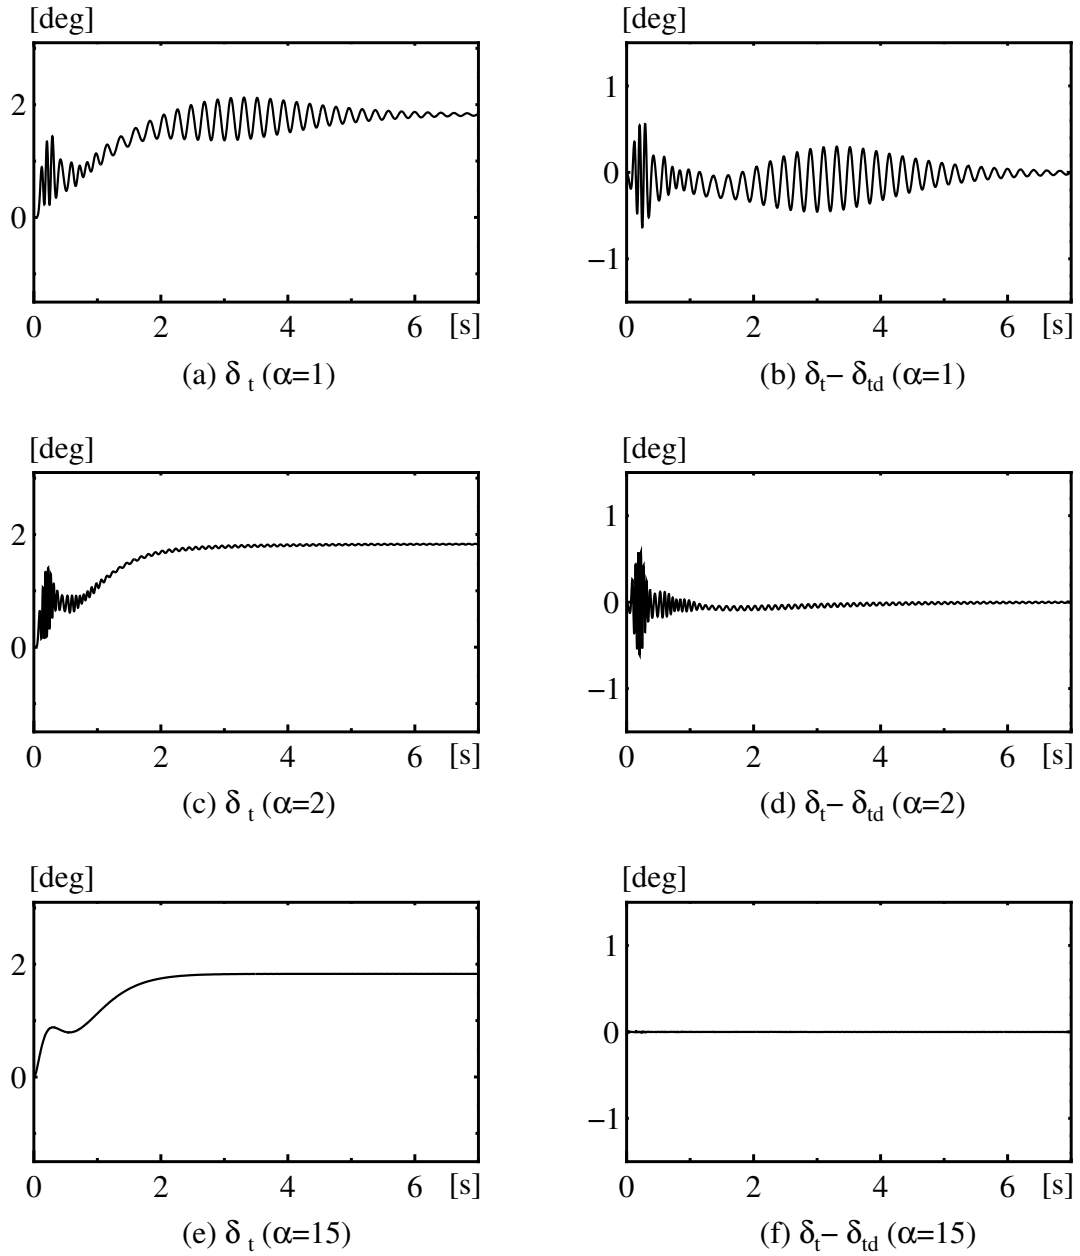 [deg] [deg]
2 1
0 0
−1
0 2 4 6 [s] 0 2 4 6 [s]
(a) δ t (α=1) (b) δt− δtd (α=1)
[deg] [deg]
2 1
0 0
−1
0 2 4 6 [s] 0 2 4 6 [s]
(c) δ t (α=2) (d) δt− δtd (α=2)
[deg] [deg]
2 1
0 0
−1
0 2 4 6 [s] 0 2 4 6 [s]
(e) δ t (α=15) (f) δt− δtd (α=15)